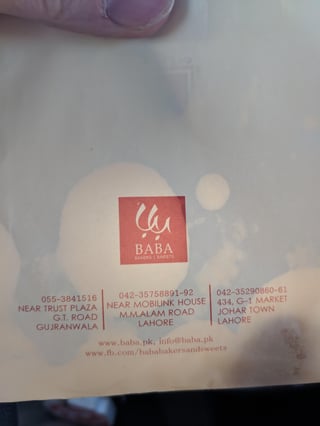 بابا
BABA
BAKERS | SWEETS
055-3841516
NEAR TRUST PLAZA
G.T. ROAD
GUJRANWALA
042-35758891-92
NEAR MOBILINK HOUSE
M.M.ALAM ROAD
LAHORE
042-35290860-61
434, G-1 MARKET
JOHAR TOWN
LAHORE
www.baba.pk, info@baba.pk
www.fb.com/bababakersandsweets